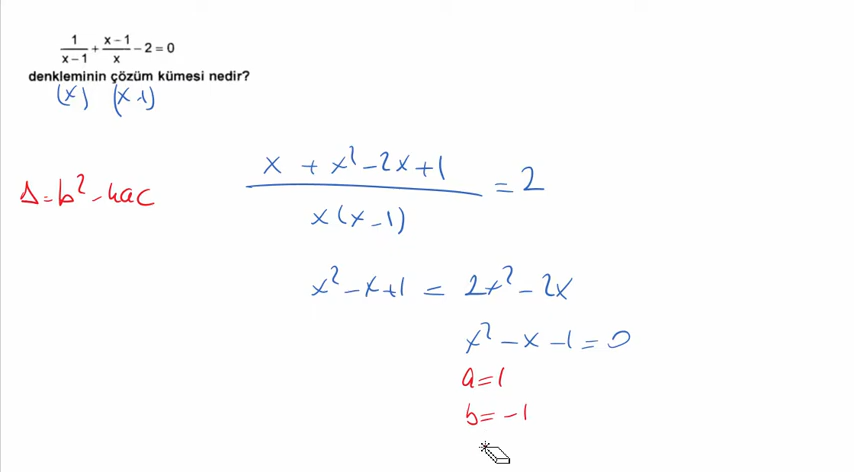 1/(x-1) + (x-1)/x - 2 = 0
denkleminin çözüm kümesi nedir?
(x) (x-1)
(x + x² - 2x + 1)/(x(x-1)) = 2
Δ = b² - 4ac
x² - x + 1 = 2x² - 2x
x² - x - 1 = 0
a = 1
b = -1